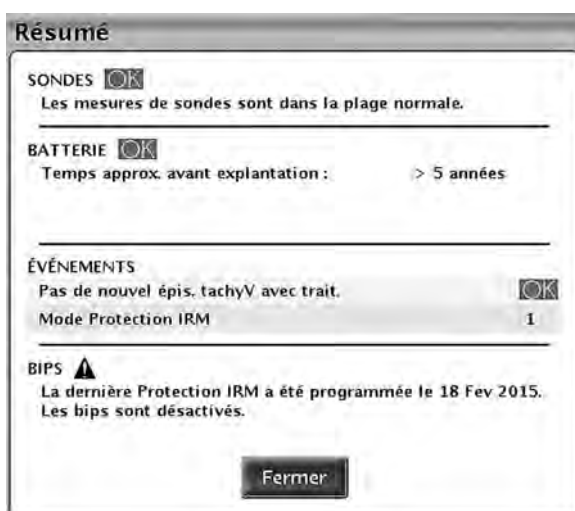 Résumé
SONDES OK
Les mesures de sondes sont dans la plage normale.
BATTERIE OK
Temps approx. avant explantation : > 5 années
ÉVÉNEMENTS
Pas de nouvel épis. tachyV avec trait. OK
Mode Protection IRM 1
BIPS
La dernière Protection IRM a été programmée le 18 Fev 2015.
Les bips sont désactivés.
Fermer